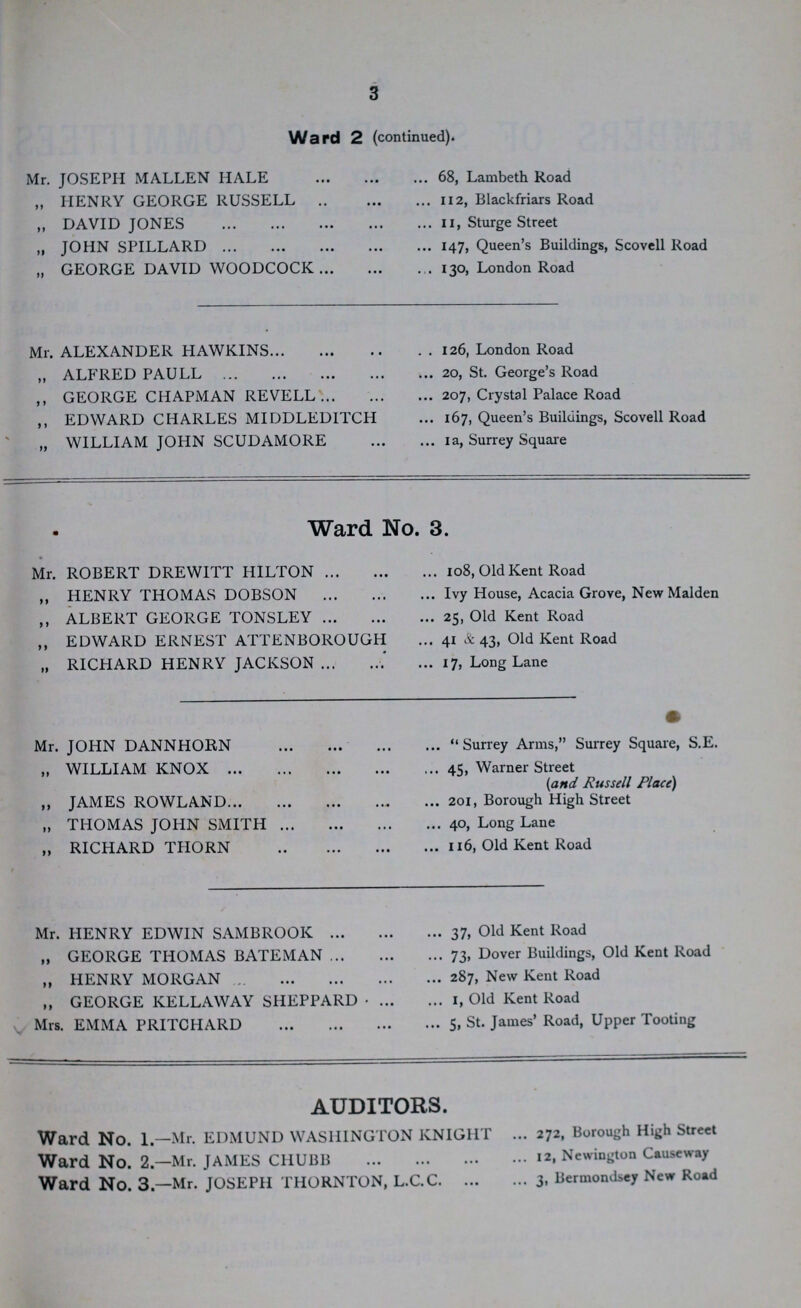 3
Ward 2 (continued).
Mr. JOSEPH MALLEN HALE ... ... ... 68, Lambeth Road
„ HENRY GEORGE RUSSELL .. ... ... 112, Blackfriars Road
„ DAVID JONES ... ... ... ... ... 11, Sturge Street
„ JOHN SPILLARD ... ... ... ... ... 147, Queen's Buildings, Scovell Road
„ GEORGE DAVID WOODCOCK ... ... ... 130, London Road
Mr. ALEXANDER HAWKINS... ... .. .. 126, London Road
„ ALFRED PAULL ... ... ... ... ... 20, St. George's Road
„ GEORGE CHAPMAN REVELL ... ... ... 207, Crystal Palace Road
„ EDWARD CHARLES MIDDLEDITCH ... 167, Queen's Buildings, Scovell Road
„ WILLIAM JOHN SCUDAMORE ... ... 1a, Surrey Square
Ward No. 3.
Mr. ROBERT DREWITT HILTON ... ... ... 108, Old Kent Road
„ HENRY THOMAS DOBSON ... ... ... Ivy House, Acacia Grove, New Malden
„ ALBERT GEORGE TONSLEY ... ... ... 25, Old Kent Road
„ EDWARD ERNEST ATTENBOROUGH ... 41 & 43, Old Kent Road
„ RICHARD HENRY JACKSON ... ... ... 17, Long Lane
Mr. JOHN DANNHORN ... ... ... ... "Surrey Arms," Surrey Square, S.E.
„ WILLIAM KNOX ... ... ... ... ... 45, Warner Street
(and Russell Place)
„ JAMES ROWLAND... ... ... ... ... 201, Borough High Street
„ THOMAS JOHN SMITH ... ... ... ... 40, Long Lane
„ RICHARD THORN .. ... ... ... 116, Old Kent Road
Mr. HENRY EDWIN SAMBROOK ... ... ... 37, Old Kent Road
„ GEORGE THOMAS BATEMAN ... ... ... 73, Dover Buildings, Old Kent Road
„ HENRY MORGAN ... ... ... ... ... 287, New Kent Road
„ GEORGE KELLAWAY SHEPPARD · ... ... 1, Old Kent Road
Mrs. EMMA PRITCHARD ... ... ... ... 5, St. James' Road, Upper Tooting
AUDITORS.
Ward No. 1.—Mr. EDMUND WASHINGTON KNIGHT ... 272, Borough High Street
Ward No. 2.—Mr. JAMES CHUBB ... ... ... ... 12, Newington Causeway
Ward No. 3.—Mr. JOSEPH THORNTON, L.C.C. ... ... 3, Bermondsey New Road